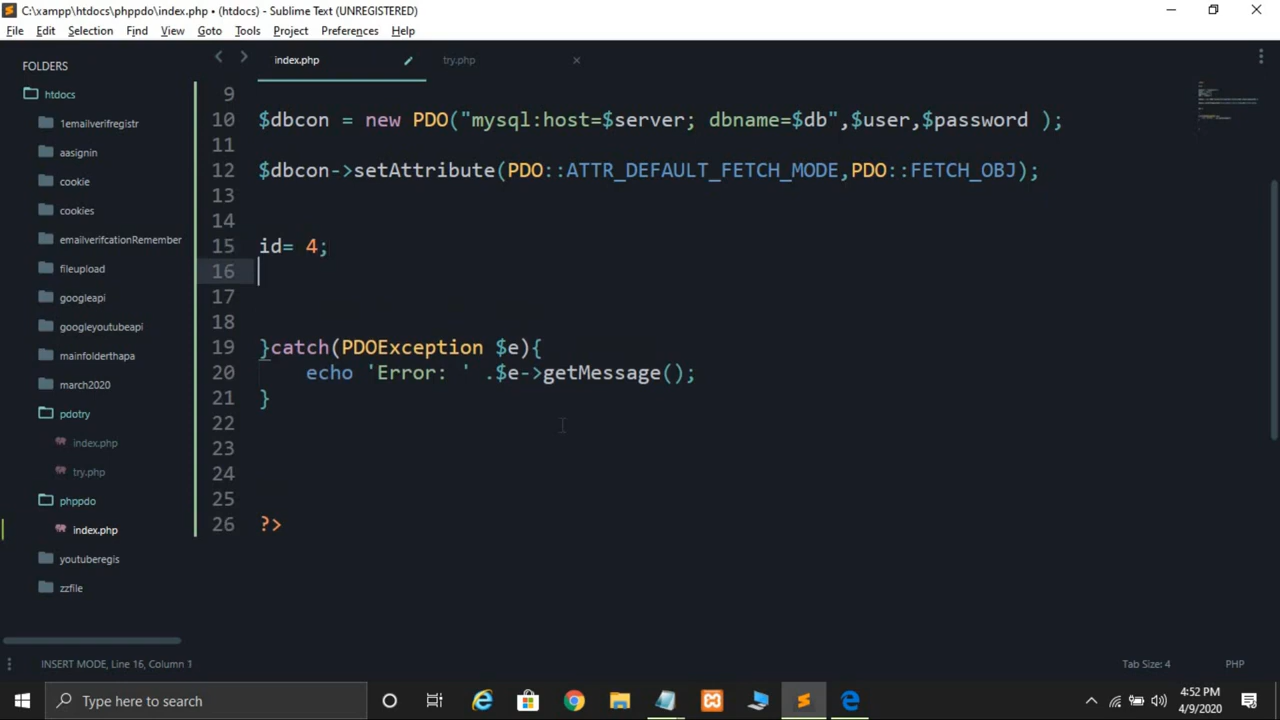 C:\xampp\htdocs\phppdo\index.php • (htdocs) - Sublime Text (UNREGISTERED)
File Edit Selection Find View Goto Tools Project Preferences Help
FOLDERS
htdocs
1emailverifregistr
aasignin
cookie
cookies
emailverifcationRemember
fileupload
googleapi
googleyoutubeapi
mainfolderthapa
march2020
pdotry
index.php
try.php
phppdo
index.php
youtuberegis
zzfile
index.php try.php
9
10 $dbcon = new PDO("mysql:host=$server; dbname=$db",$user,$password );
11
12 $dbcon->setAttribute(PDO::ATTR_DEFAULT_FETCH_MODE,PDO::FETCH_OBJ);
13
14
15 id= 4;
16
17
18
19 }catch(PDOException $e){
20 echo 'Error: ' .$e->getMessage();
21 }
22
23
24
25
26 ?>
INSERT MODE, Line 16, Column 1 Tab Size: 4 PHP
Type here to search
4:52 PM
4/9/2020